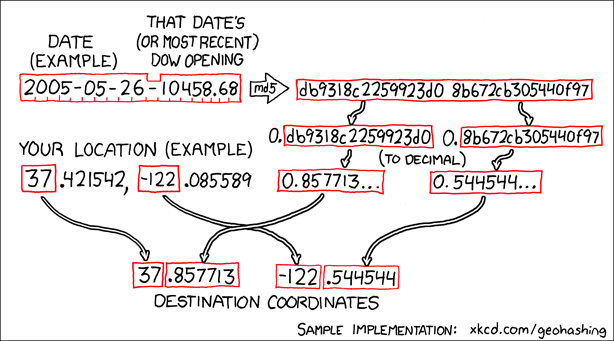 DATE
(EXAMPLE)
THAT DATE'S
(OR MOST RECENT)
DOW OPENING
2005-05-26-10458.68
md5
db9318c2259923d0 8b672cb305440f97
0.db9318c2259923d0
0.8b672cb305440f97
(TO DECIMAL)
YOUR LOCATION (EXAMPLE)
37.421542, -122.085589
0.857713...
0.544544...
37.857713
-122.544544
DESTINATION COORDINATES
SAMPLE IMPLEMENTATION: xkcd.com/geohashing